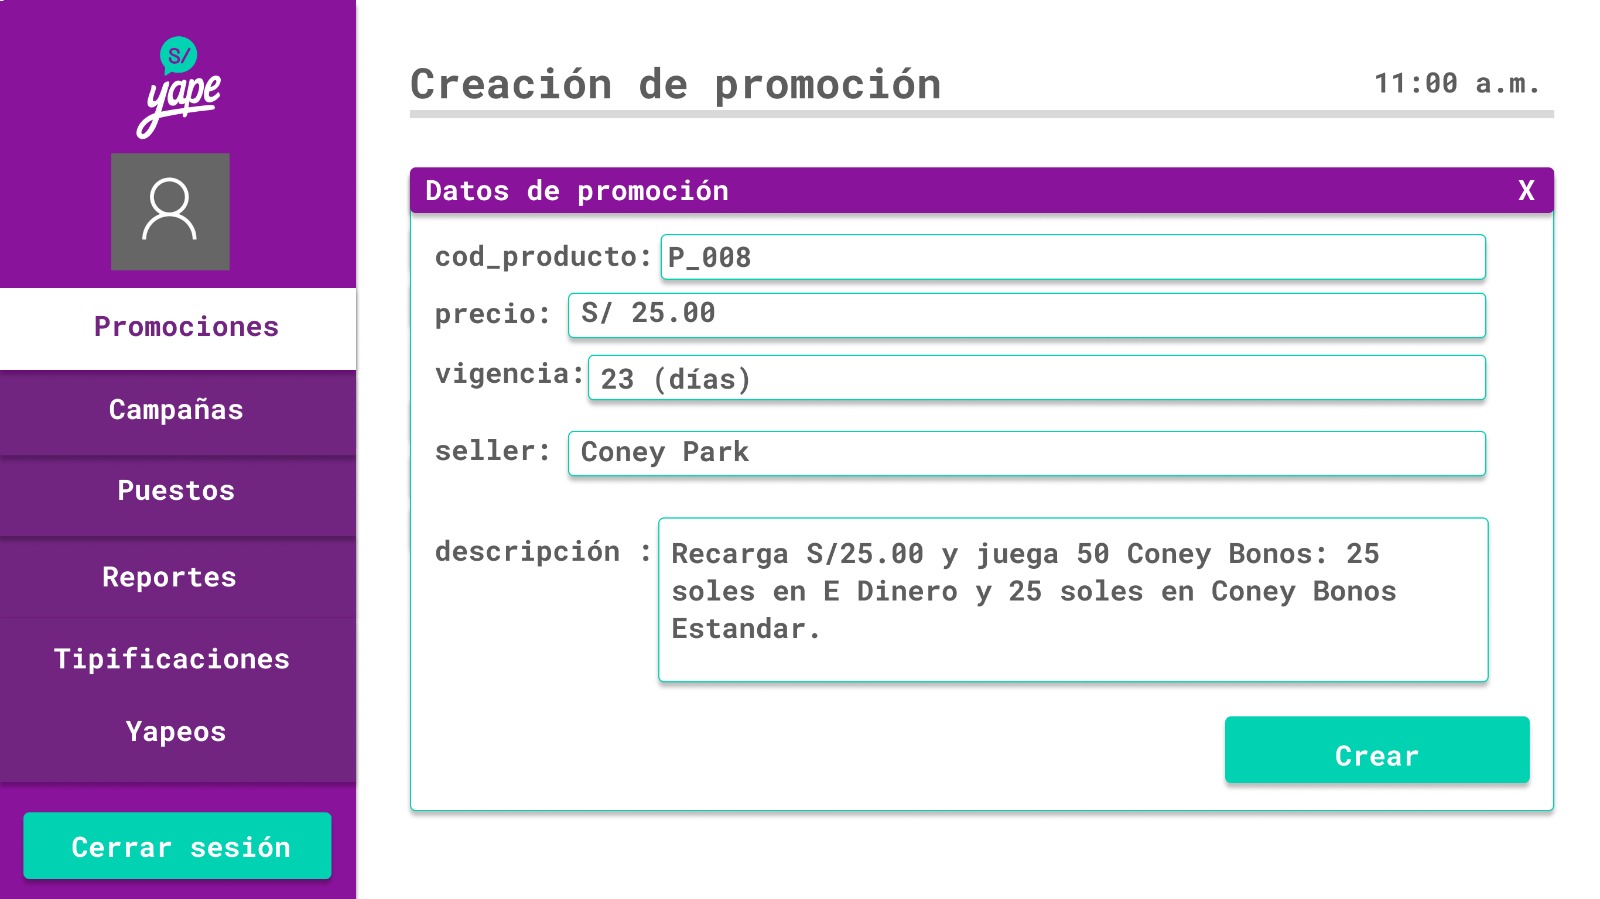 S/
yape
Promociones
Campañas
Puestos
Reportes
Tipificaciones
Yapeos
Cerrar sesión
Creación de promoción
11:00 a.m.
Datos de promoción
X
cod_producto: P_008
precio: S/ 25.00
vigencia: 23 (días)
seller: Coney Park
descripción : Recarga S/25.00 y juega 50 Coney Bonos: 25
soles en E Dinero y 25 soles en Coney Bonos
Estandar.
Crear